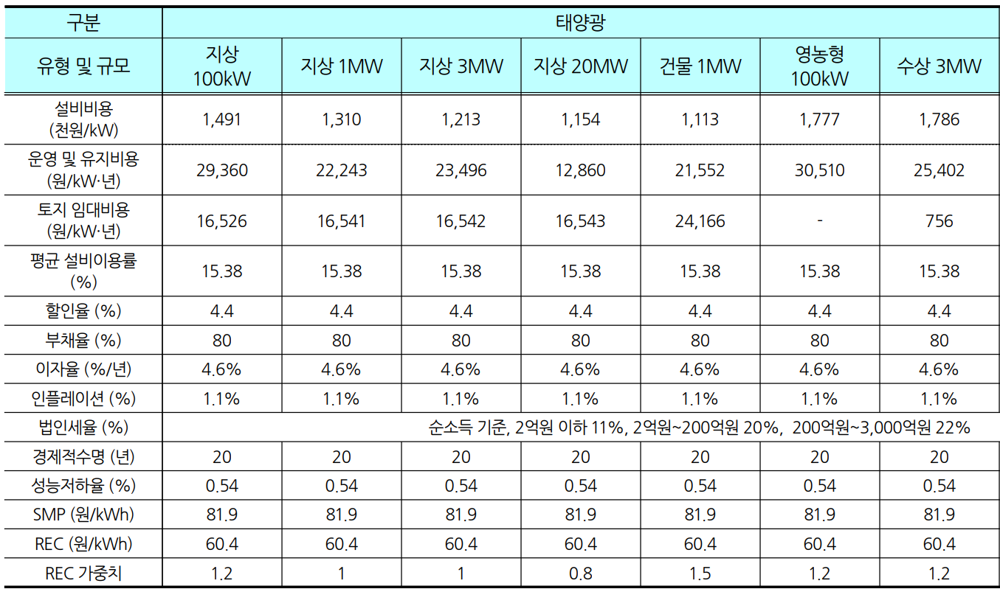 구분 태양광
유형 및 규모 지상 100kW 지상 1MW 지상 3MW 지상 20MW 건물 1MW 영농형 100kW 수상 3MW
설비비용 (천원/kW) 1,491 1,310 1,213 1,154 1,113 1,777 1,786
운영 및 유지비용 (원/kW·년) 29,360 22,243 23,496 12,860 21,552 30,510 25,402
토지 임대비용 (원/kW·년) 16,526 16,541 16,542 16,543 24,166 - 756
평균 설비이용률 (%) 15.38 15.38 15.38 15.38 15.38 15.38 15.38
할인율 (%) 4.4 4.4 4.4 4.4 4.4 4.4 4.4
부채율 (%) 80 80 80 80 80 80 80
이자율 (%/년) 4.6% 4.6% 4.6% 4.6% 4.6% 4.6% 4.6%
인플레이션 (%) 1.1% 1.1% 1.1% 1.1% 1.1% 1.1% 1.1%
법인세율 (%) 순소득 기준, 2억원 이하 11%, 2억원~200억원 20%, 200억원~3,000억원 22%
경제적수명 (년) 20 20 20 20 20 20 20
성능저하율 (%) 0.54 0.54 0.54 0.54 0.54 0.54 0.54
SMP (원/kWh) 81.9 81.9 81.9 81.9 81.9 81.9 81.9
REC (원/kWh) 60.4 60.4 60.4 60.4 60.4 60.4 60.4
REC 가중치 1.2 1 1 0.8 1.5 1.2 1.2